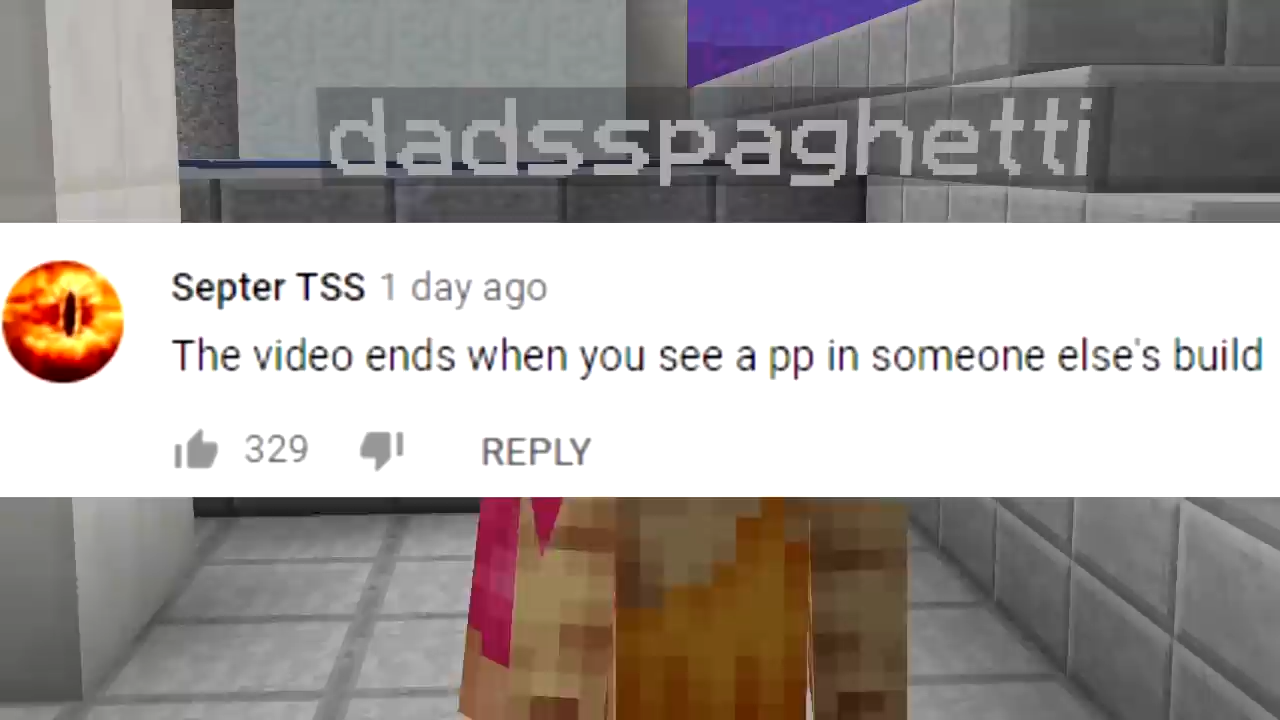 dadsspaghetti
Septer TSS 1 day ago
The video ends when you see a pp in someone else's build
329 REPLY